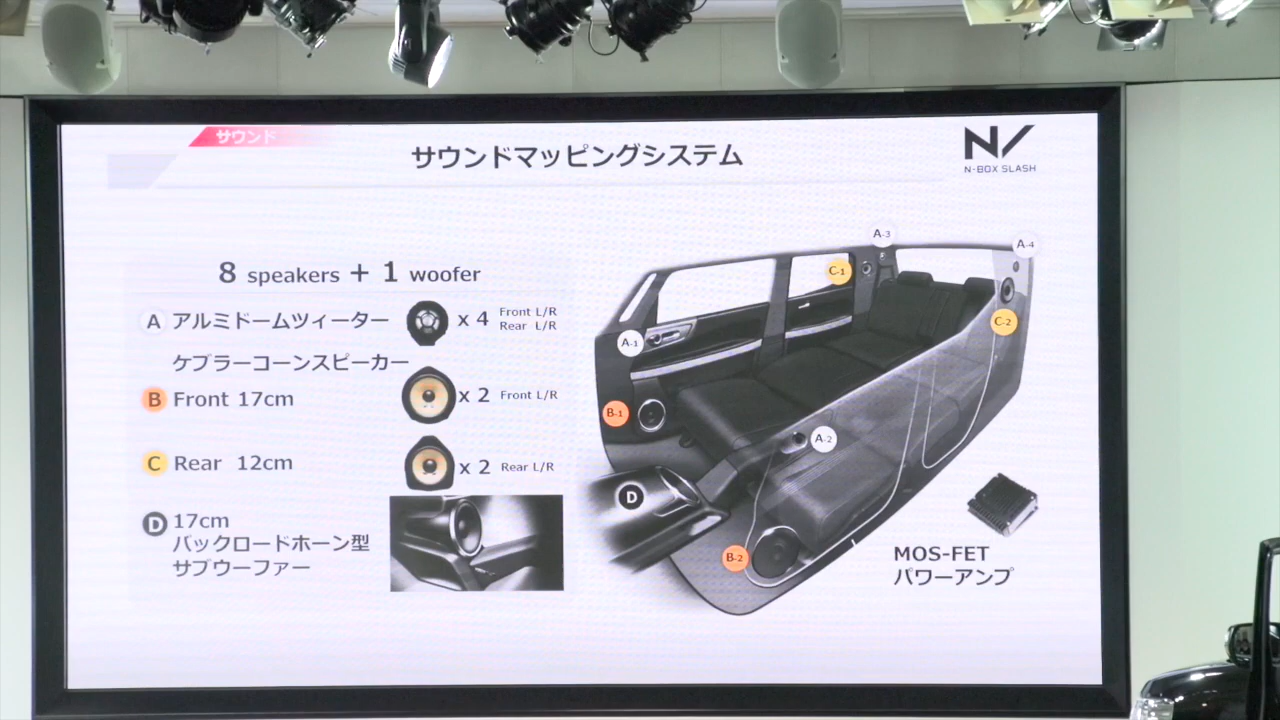 サウンド
サウンドマッピングシステム
N-BOX SLASH
8 speakers + 1 woofer
A アルミドームツィーター x 4 Front L/R
Rear L/R
ケブラーコーンスピーカー
B Front 17cm x 2 Front L/R
C Rear 12cm x 2 Rear L/R
D 17cm
バックロードホーン型
サブウーファー
A-3
A-4
C-1
C-2
A-1
B-1
A-2
D
B-2
MOS-FET
パワーアンプ